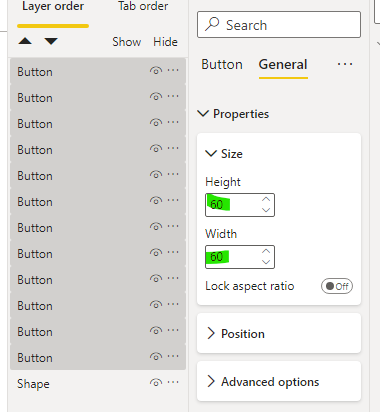 Layer order
Tab order
Show
Hide
Button ...
Button ...
Button ...
Button ...
Button ...
Button ...
Button ...
Button ...
Button ...
Button ...
Button ...
Button ...
Shape ...
Search
Button
General
...
Properties
Size
Height
60
Width
60
Lock aspect ratio
Off
Position
Advanced options